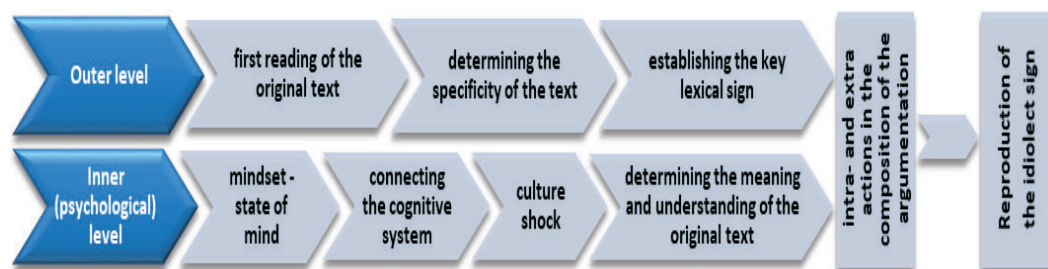 Outer level
first reading of the
original text
determining the
specificity of the text
establishing the key
lexical sign
Inner
(psychological)
level
mindset -
state of
mind
connecting
the cognitive
system
culture
shock
determining the meaning
and understanding of the
original text
intra- and extra
actions in the
composition of the
argumentation
Reproduction of
the idiolect sign